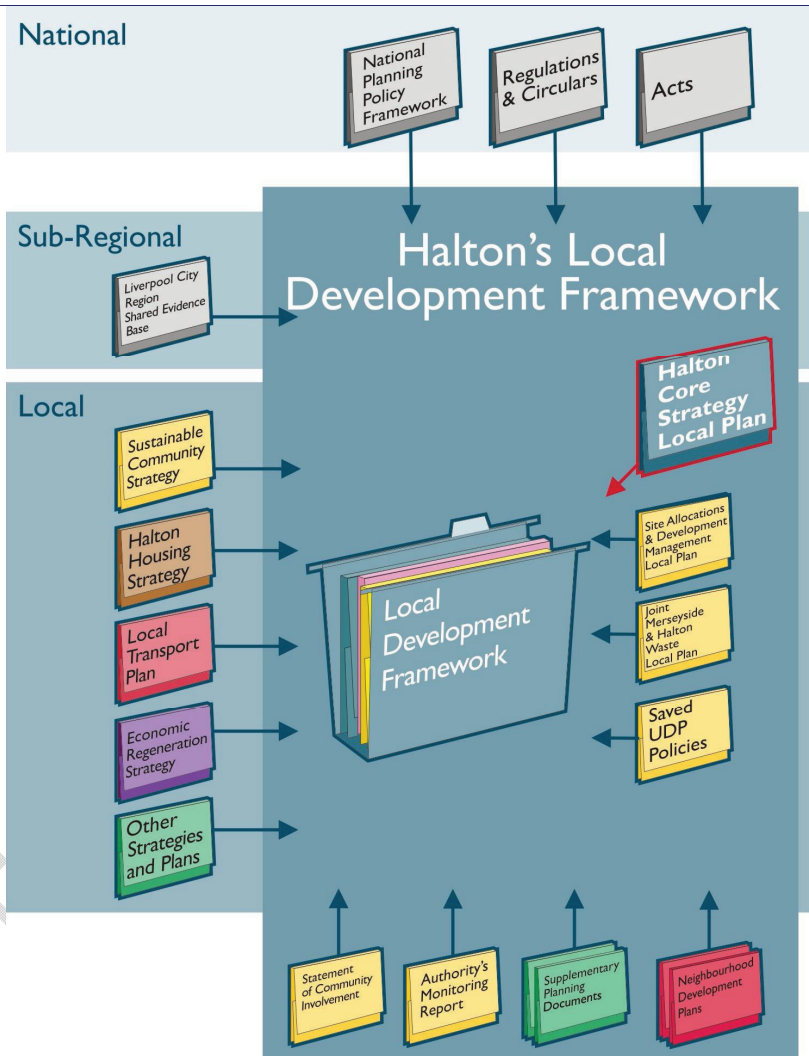 National
National
Planning
Policy
Framework
Regulations
& Circulars
Acts
Sub-Regional
Liverpool City
Region
Shared Evidence
Base
Halton's Local
Development Framework
Halton
Core
Strategy
Local Plan
Local
Sustainable
Community
Strategy
Halton
Housing
Strategy
Local
Transport
Plan
Economic
Regeneration
Strategy
Other
Strategies
and Plans
Local
Development
Framework
Site Allocations
& Development
Management
Local Plan
Joint
Merseyside
& Halton
Waste
Local Plan
Saved
UDP
Policies
Statement
of Community
Involvement
Authority's
Monitoring
Report
Supplementary
Planning
Documents
Neighbourhood
Development
Plans